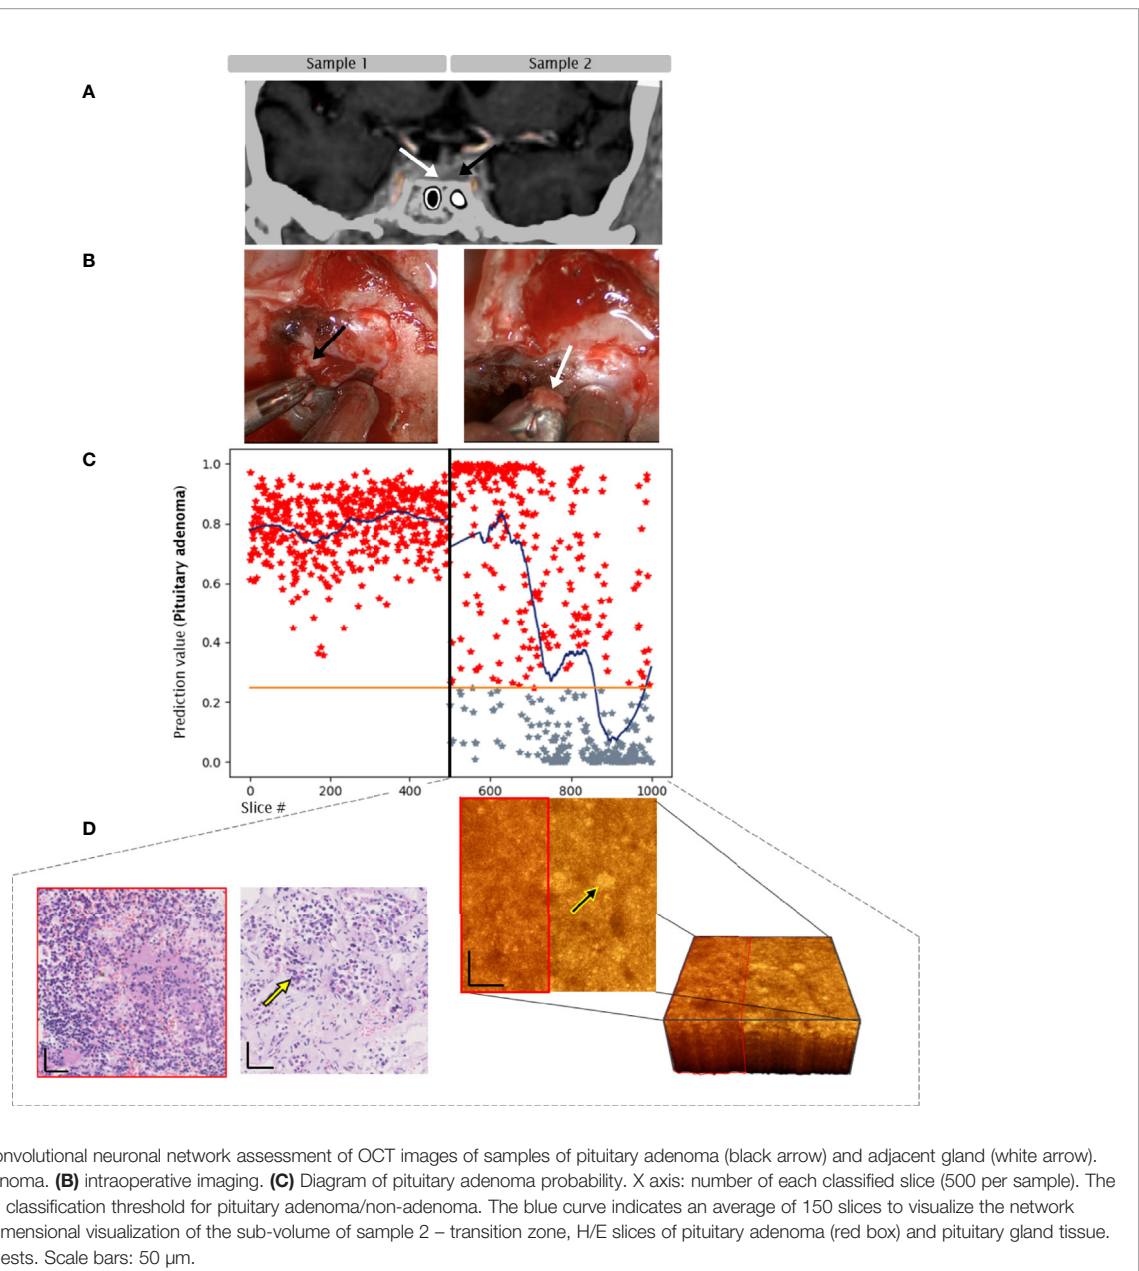 Sample 1
Sample 2
A
B
C
Prediction value (Pituitary adenoma)
1.0
0.8
0.6
0.4
0.2
0.0
0
200
400
600
800
1000
Slice #
D
onvolutional neuronal network assessment of OCT images of samples of pituitary adenoma (black arrow) and adjacent gland (white arrow).
noma. (B) intraoperative imaging. (C) Diagram of pituitary adenoma probability. X axis: number of each classified slice (500 per sample). The
classification threshold for pituitary adenoma/non-adenoma. The blue curve indicates an average of 150 slices to visualize the network
mensional visualization of the sub-volume of sample 2 – transition zone, H/E slices of pituitary adenoma (red box) and pituitary gland tissue.
ests. Scale bars: 50 µm.